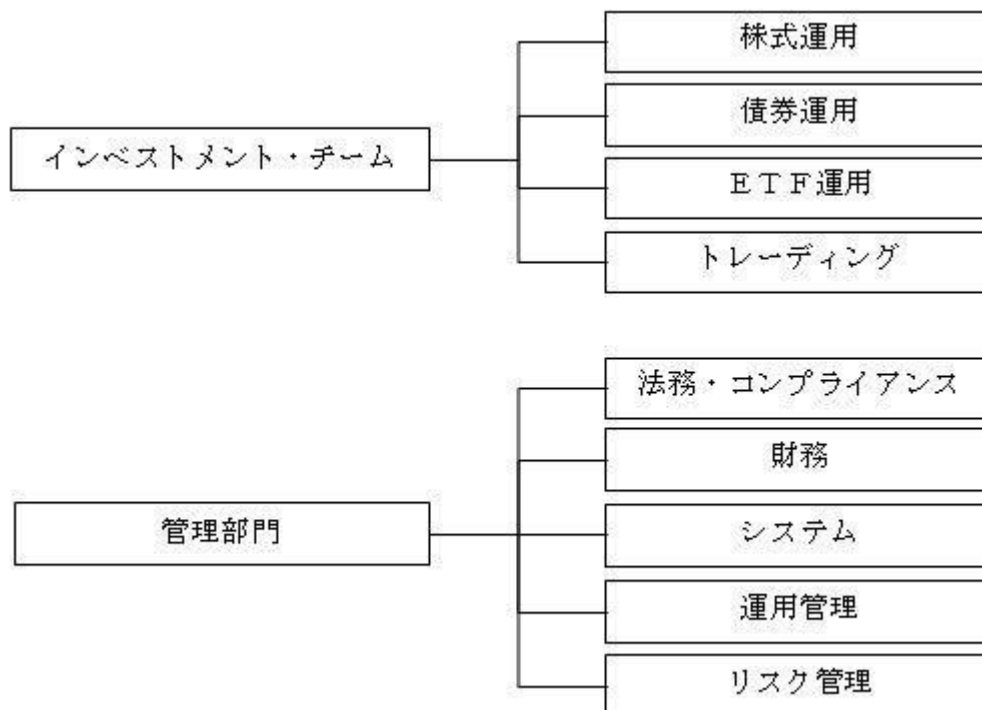 株式運用
債券運用
インベストメント・チーム
ＥＴＦ運用
トレーディング
法務・コンプライアンス
財務
管理部門
システム
運用管理
リスク管理